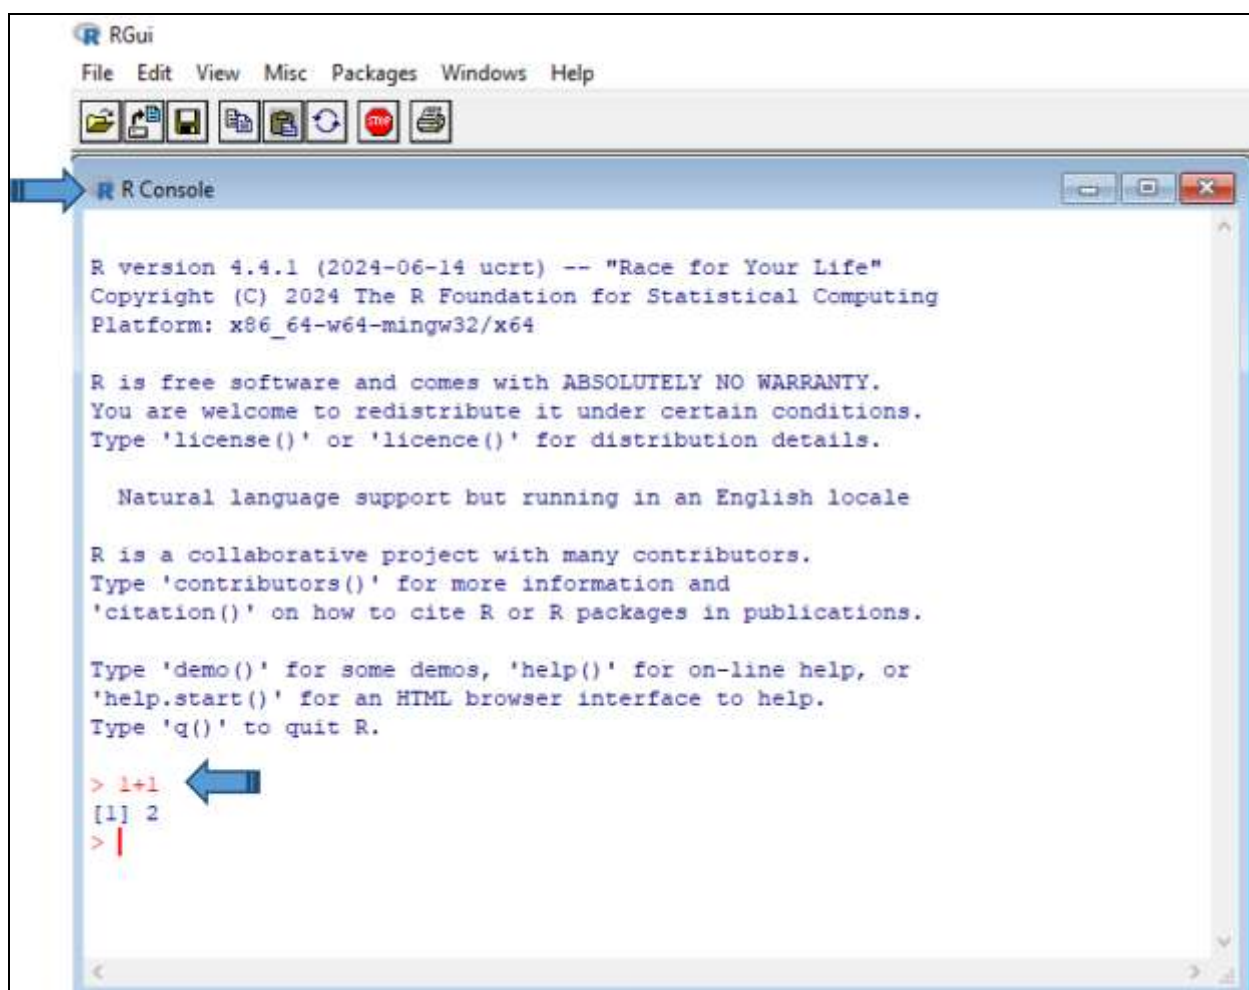 RGui
File Edit View Misc Packages Windows Help
STOP
R Console
R version 4.4.1 (2024-06-14 ucrt) -- "Race for Your Life"
Copyright (C) 2024 The R Foundation for Statistical Computing
Platform: x86_64-w64-mingw32/x64
R is free software and comes with ABSOLUTELY NO WARRANTY.
You are welcome to redistribute it under certain conditions.
Type 'license()' or 'licence()' for distribution details.
Natural language support but running in an English locale
R is a collaborative project with many contributors.
Type 'contributors()' for more information and
'citation()' on how to cite R or R packages in publications.
Type 'demo()' for some demos, 'help()' for on-line help, or
'help.start()' for an HTML browser interface to help.
Type 'q()' to quit R.
> 1+1
[1] 2
>